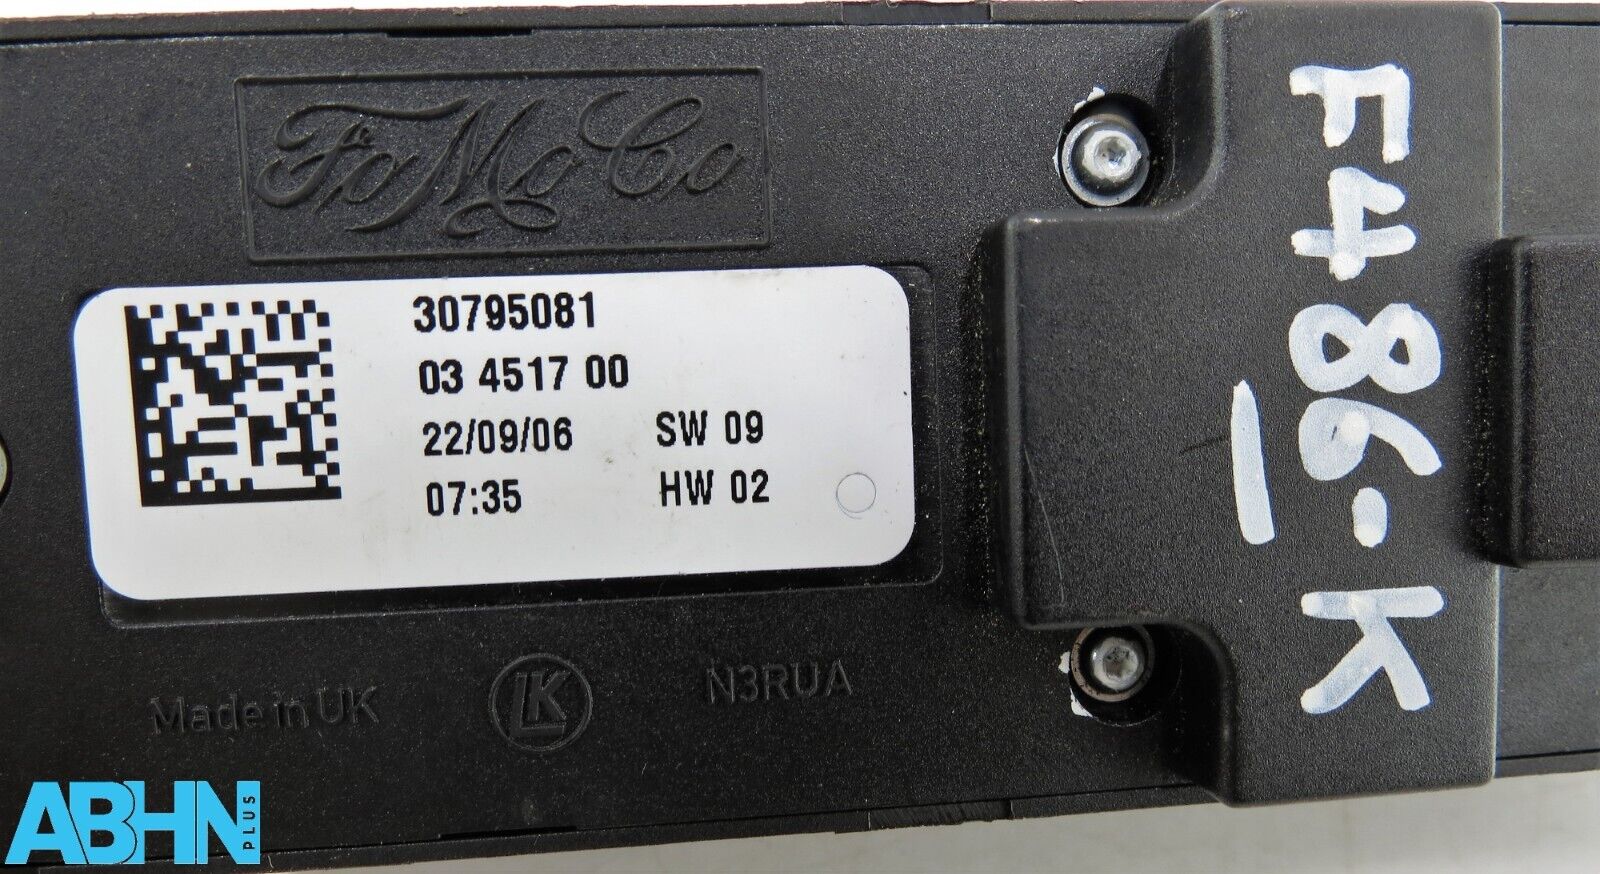 FoMoCo
30795081
03 4517 00
22/09/06 SW 09
07:35 HW 02
Made in UK LK N3RUA
F486-K
ABHN PLUS